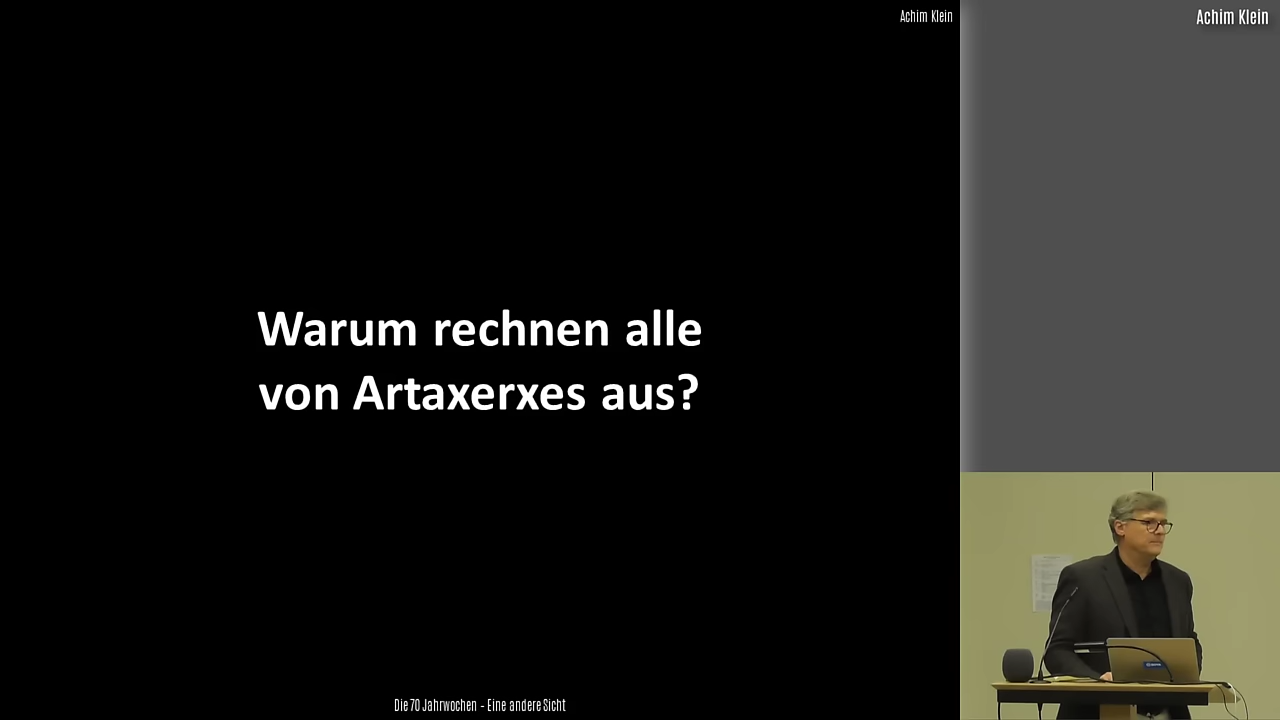 Achim Klein
Achim Klein
Warum rechnen alle
von Artaxerxes aus?
Die 70 Jahrwochen - Eine andere Sicht